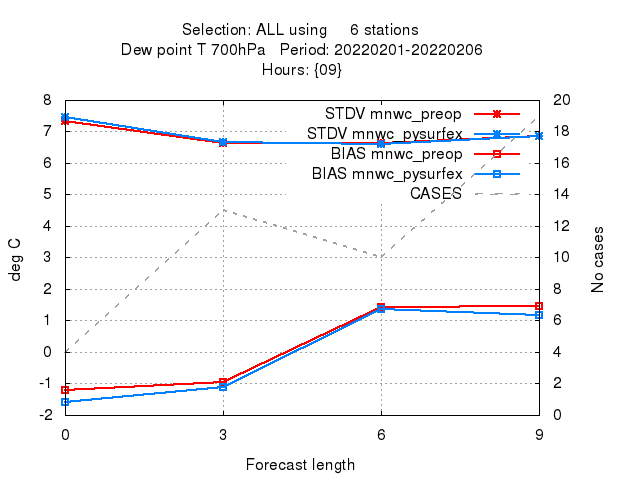 Selection: ALL using 6 stations
Dew point T 700hPa Period: 20220201-20220206
Hours: {09}
8 20
7 18
6 16
5 14
4 12
3 10
2 8
1 6
0 4
-1 2
-2 0
STDV mnwc_preop
STDV mnwc_pysurfex
BIAS mnwc_preop
BIAS mnwc_pysurfex
CASES
deg C
No cases
0 3 6 9
Forecast length